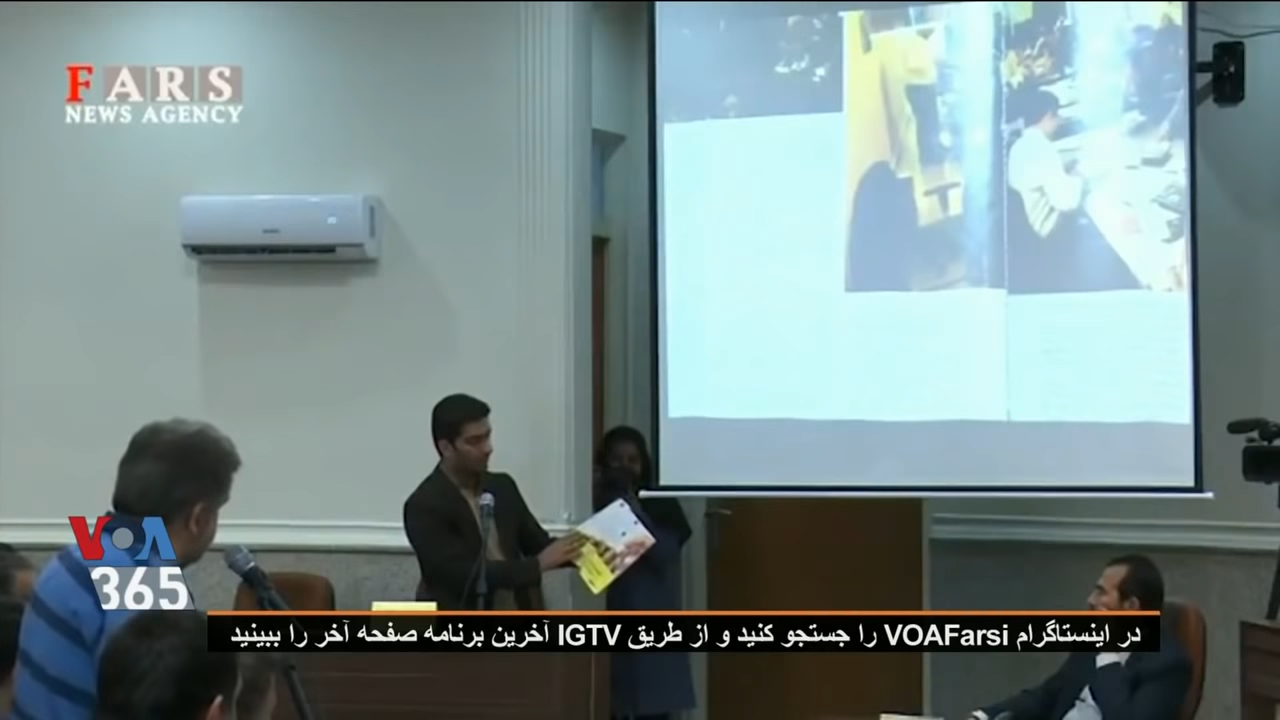 FARS
NEWS AGENCY
VOA
365
در اینستاگرام VOAFarsi را جستجو کنید و از طریق IGTV آخرین برنامه صفحه آخر را ببینید